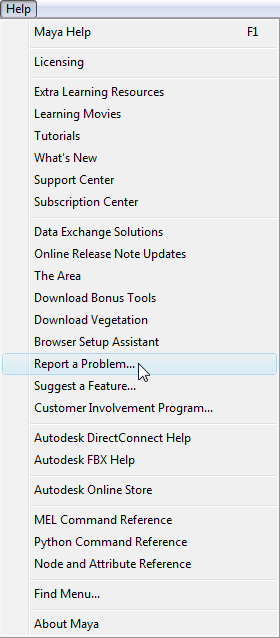 Help
Maya Help F1
Licensing
Extra Learning Resources
Learning Movies
Tutorials
What's New
Support Center
Subscription Center
Data Exchange Solutions
Online Release Note Updates
The Area
Download Bonus Tools
Download Vegetation
Browser Setup Assistant
Report a Problem...
Suggest a Feature...
Customer Involvement Program...
Autodesk DirectConnect Help
Autodesk FBX Help
Autodesk Online Store
MEL Command Reference
Python Command Reference
Node and Attribute Reference
Find Menu...
About Maya